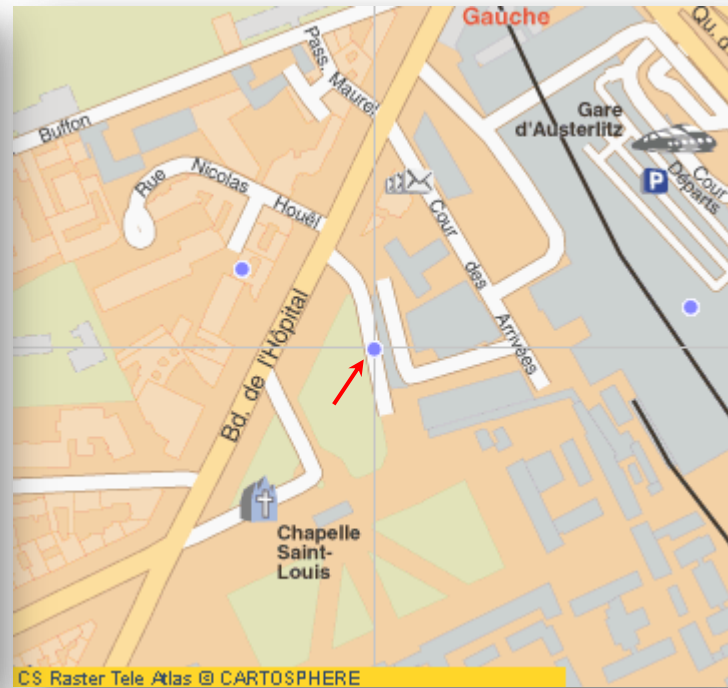 Gauche
Qu. d
Pass. Maurel
Buffon
Gare
d'Austerlitz
P
Cour
Départs
Rue Nicolas Houël
Cour des Arrivées
Bd. de l'Hôpital
Chapelle
Saint-
Louis
CS Raster Tele Atlas @ CARTOSPHERE